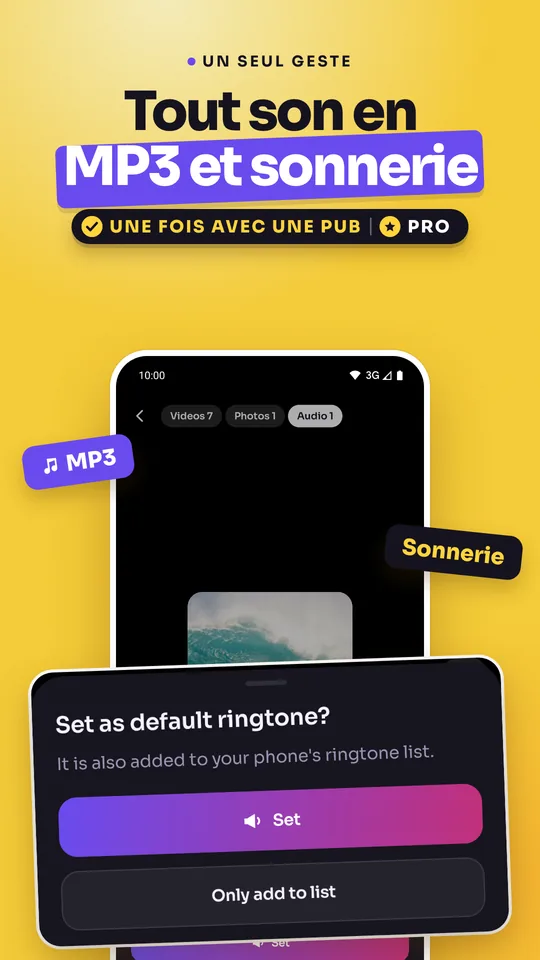 UN SEUL GESTE
Tout son en
MP3 et sonnerie
UNE FOIS AVEC UNE PUB | PRO
10:00
3G
Videos 7
Photos 1
Audio 1
MP3
Sonnerie
Set as default ringtone?
It is also added to your phone's ringtone list.
Set
Only add to list
Set